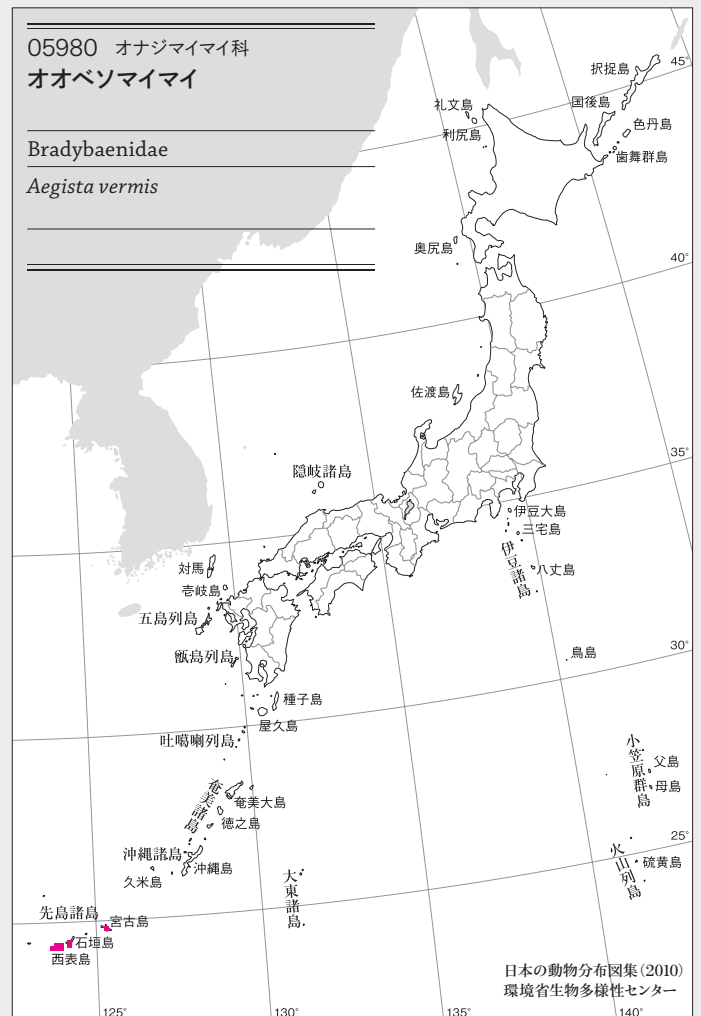 05980 オナジマイマイ科
オオベソマイマイ
Bradybaenidae
Aegista vermis
択捉島
45°
国後島
礼文島
色丹島
利尻島
歯舞群島
奥尻島
40°
佐渡島
35°
隠岐諸島
伊豆大島
三宅島
伊豆諸島
八丈島
対馬
壱岐島
五島列島
甑島列島
鳥島
30°
種子島
屋久島
吐噶喇列島
小笠原群島
父島
母島
奄美諸島
奄美大島
徳之島
25°
沖縄諸島
沖縄島
久米島
火山列島
硫黄島
大東諸島
先島諸島
宮古島
石垣島
西表島
日本の動物分布図集(2010)
環境省生物多様性センター
125°
130°
135°
140°